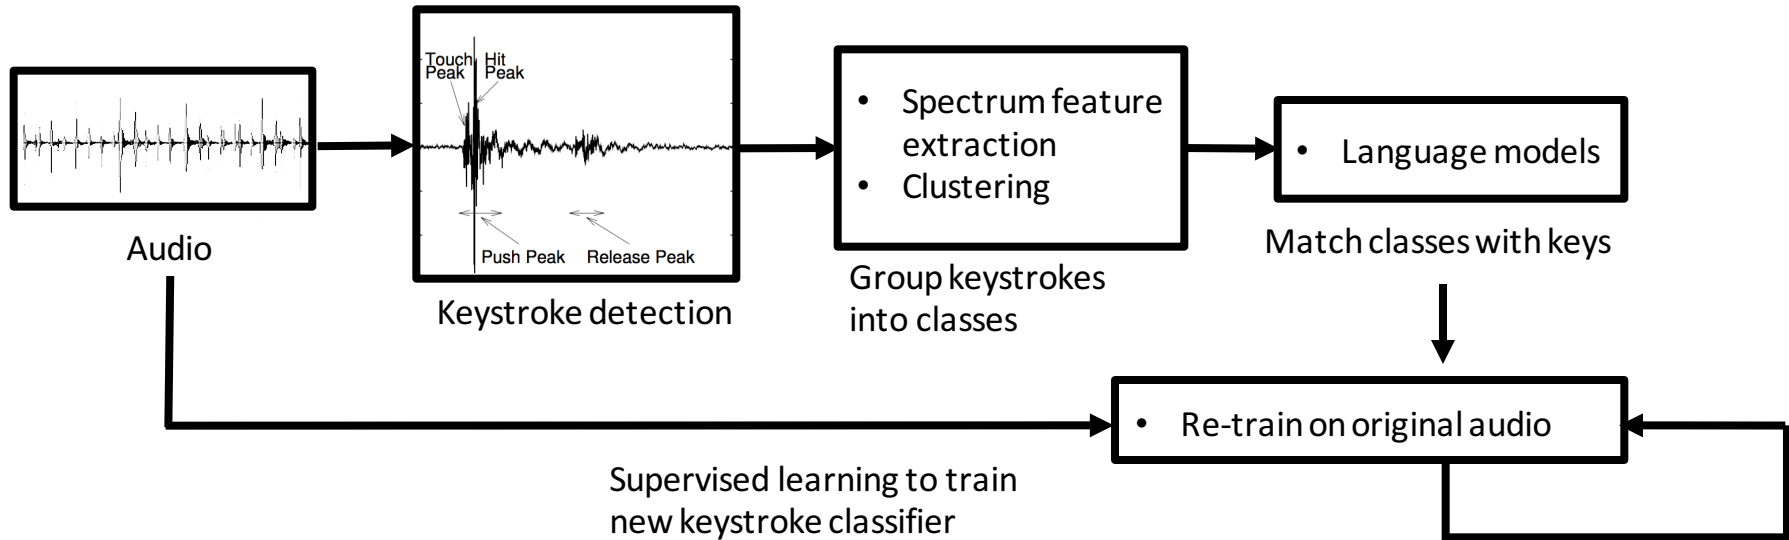 Audio
Touch Hit
Peak Peak
Push Peak Release Peak
Keystroke detection
• Spectrum feature
extraction
• Clustering
Group keystrokes
into classes
• Language models
Match classes with keys
• Re-train on original audio
Supervised learning to train
new keystroke classifier